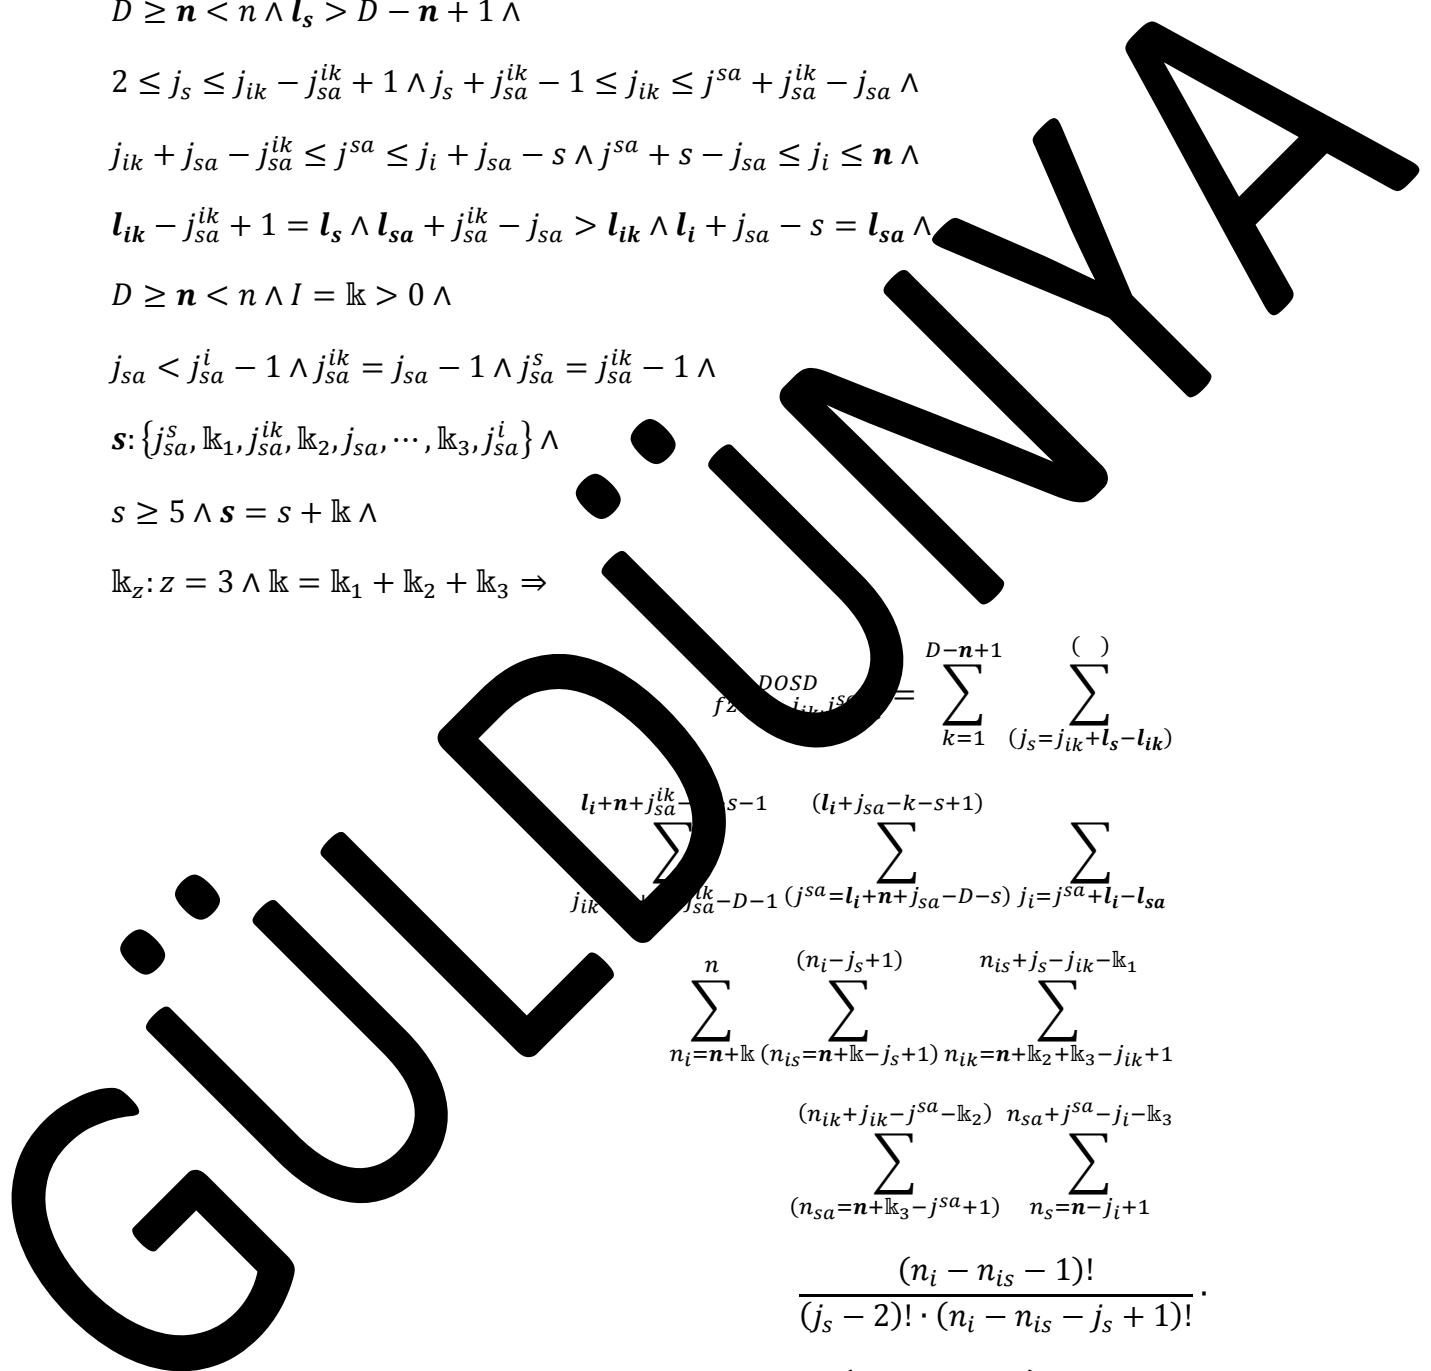 D ≥ n < n ∧ l_s > D − n + 1 ∧
2 ≤ j_s ≤ j_{ik} − j_{sa}^{ik} + 1 ∧ j_s + j_{sa}^{ik} − 1 ≤ j_{ik} ≤ j^{sa} + j_{sa}^{ik} − j_{sa} ∧
j_{ik} + j_{sa} − j_{sa}^{ik} ≤ j^{sa} ≤ j_i + j_{sa} − s ∧ j^{sa} + s − j_{sa} ≤ j_i ≤ n ∧
l_{ik} − j_{sa}^{ik} + 1 = l_s ∧ l_{sa} + j_{sa}^{ik} − j_{sa} > l_{ik} ∧ l_i + j_{sa} − s = l_{sa} ∧
D ≥ n < n ∧ I = 𝕜 > 0 ∧
j_{sa} < j_{sa}^i − 1 ∧ j_{sa}^{ik} = j_{sa} − 1 ∧ j_{sa}^s = j_{sa}^{ik} − 1 ∧
s: {j_{sa}^s, 𝕜_1, j_{sa}^{ik}, 𝕜_2, j_{sa}, ⋯, 𝕜_3, j_{sa}^i} ∧
s ≥ 5 ∧ s = s + 𝕜 ∧
𝕜_z: z = 3 ∧ 𝕜 = 𝕜_1 + 𝕜_2 + 𝕜_3 ⇒
DOSD = ∑_{k=1}^{D−n+1} ∑_{(j_s=j_{ik}+l_s−l_{ik})}^{( )}
∑ ∑_{(j^{sa}=l_i+n+j_{sa}−D−s)}^{(l_i+j_{sa}−k−s+1)} ∑_{j_i=j^{sa}+l_i−l_{sa}}
∑_{n_i=n+𝕜}^{n} ∑_{(n_{is}=n+𝕜−j_s+1)}^{(n_i−j_s+1)} ∑_{n_{ik}=n+𝕜_2+𝕜_3−j_{ik}+1}^{n_{is}+j_s−j_{ik}−𝕜_1}
∑_{(n_{sa}=n+𝕜_3−j^{sa}+1)}^{(n_{ik}+j_{ik}−j^{sa}−𝕜_2)} ∑_{n_s=n−j_i+1}^{n_{sa}+j^{sa}−j_i−𝕜_3}
(n_i − n_{is} − 1)!
(j_s − 2)! · (n_i − n_{is} − j_s + 1)! ·
GÜLDÜNYA